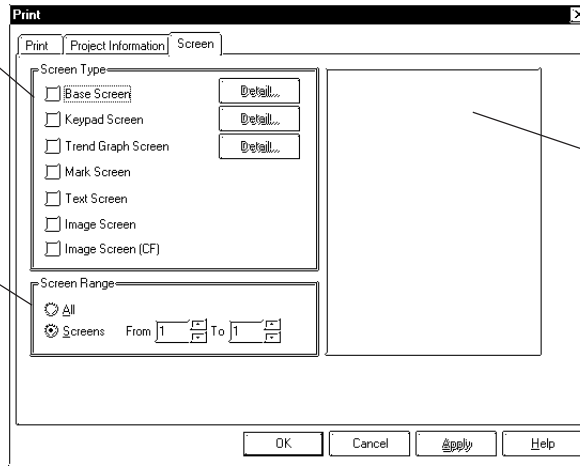 Print
Print Project Information Screen
Screen Type
Base Screen Detail...
Keypad Screen Detail...
Trend Graph Screen Detail...
Mark Screen
Text Screen
Image Screen
Image Screen (CF)
Screen Range
All
Screens From 1 To 1
OK Cancel Apply Help